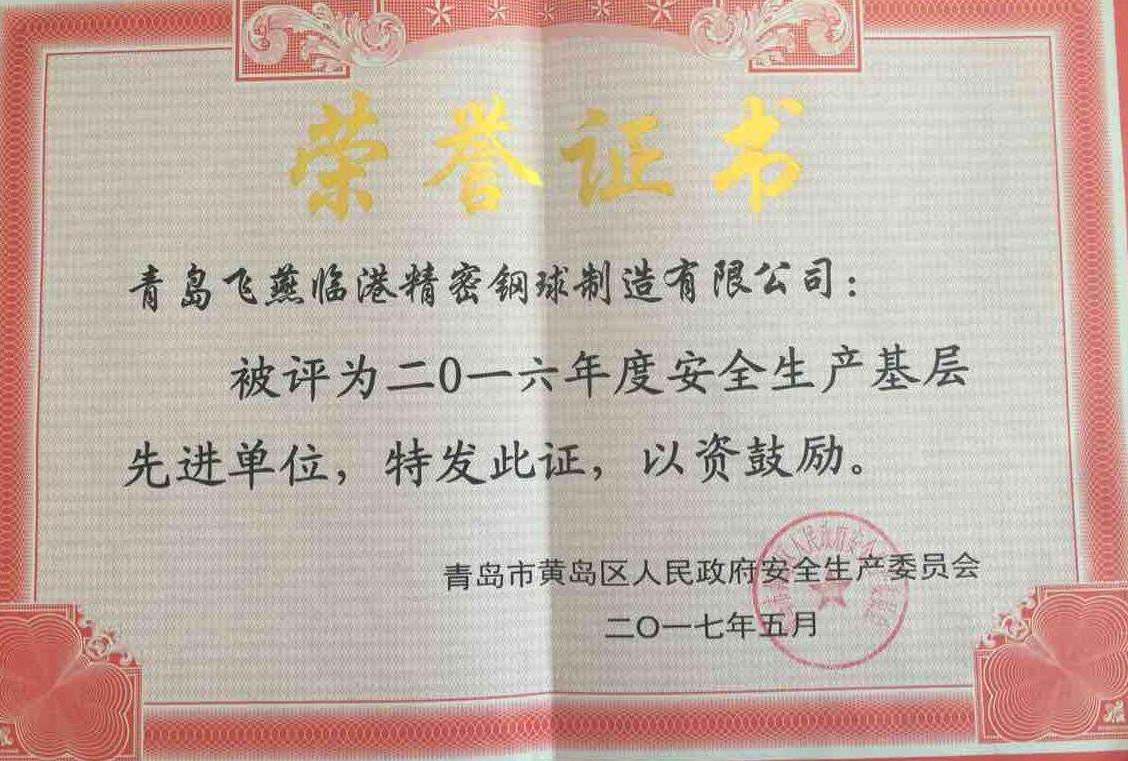 荣誉证书
青岛飞燕临港精密钢球制造有限公司：
被评为二0一六年度安全生产基层
先进单位，特发此证，以资鼓励。
青岛市黄岛区人民政府安全生产委员会
二〇一七年五月